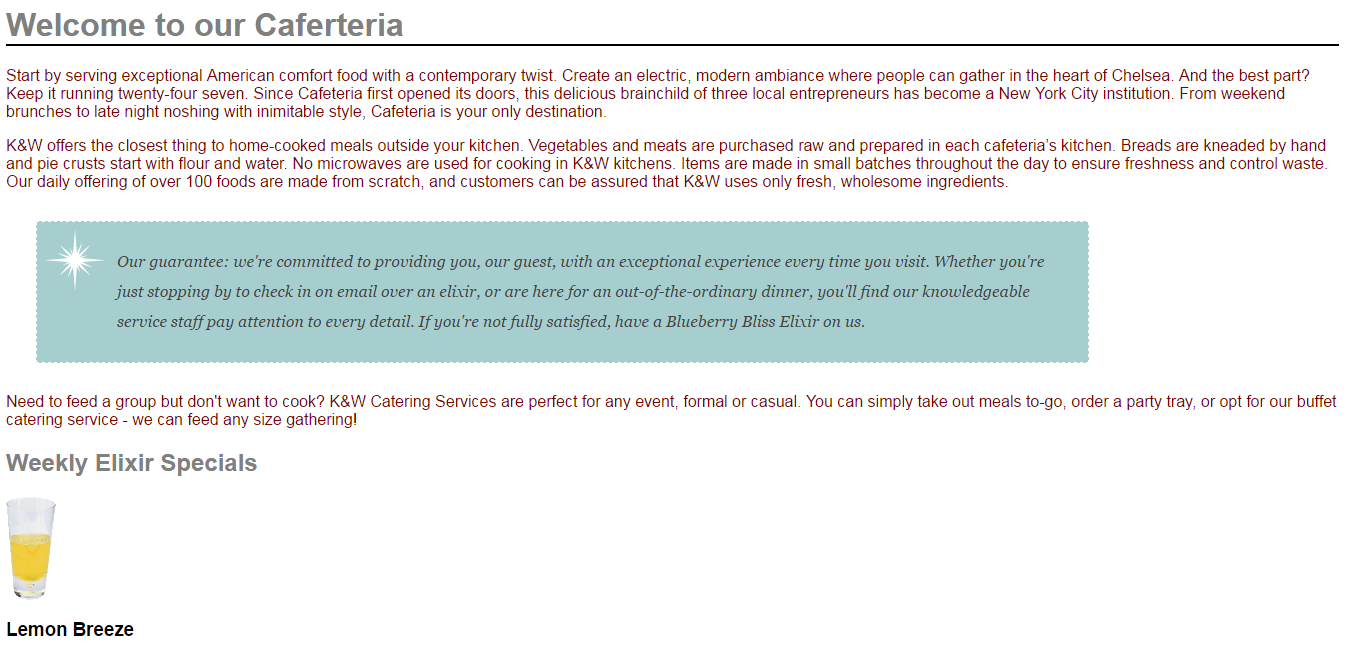 Welcome to our Caferteria
Start by serving exceptional American comfort food with a contemporary twist. Create an electric, modern ambiance where people can gather in the heart of Chelsea. And the best part?
Keep it running twenty-four seven. Since Cafeteria first opened its doors, this delicious brainchild of three local entrepreneurs has become a New York City institution. From weekend
brunches to late night noshing with inimitable style, Cafeteria is your only destination.
K&W offers the closest thing to home-cooked meals outside your kitchen. Vegetables and meats are purchased raw and prepared in each cafeteria’s kitchen. Breads are kneaded by hand
and pie crusts start with flour and water. No microwaves are used for cooking in K&W kitchens. Items are made in small batches throughout the day to ensure freshness and control waste.
Our daily offering of over 100 foods are made from scratch, and customers can be assured that K&W uses only fresh, wholesome ingredients.
Our guarantee: we're committed to providing you, our guest, with an exceptional experience every time you visit. Whether you're
just stopping by to check in on email over an elixir, or are here for an out-of-the-ordinary dinner, you'll find our knowledgeable
service staff pay attention to every detail. If you're not fully satisfied, have a Blueberry Bliss Elixir on us.
Need to feed a group but don't want to cook? K&W Catering Services are perfect for any event, formal or casual. You can simply take out meals to-go, order a party tray, or opt for our buffet
catering service - we can feed any size gathering!
Weekly Elixir Specials
Lemon Breeze